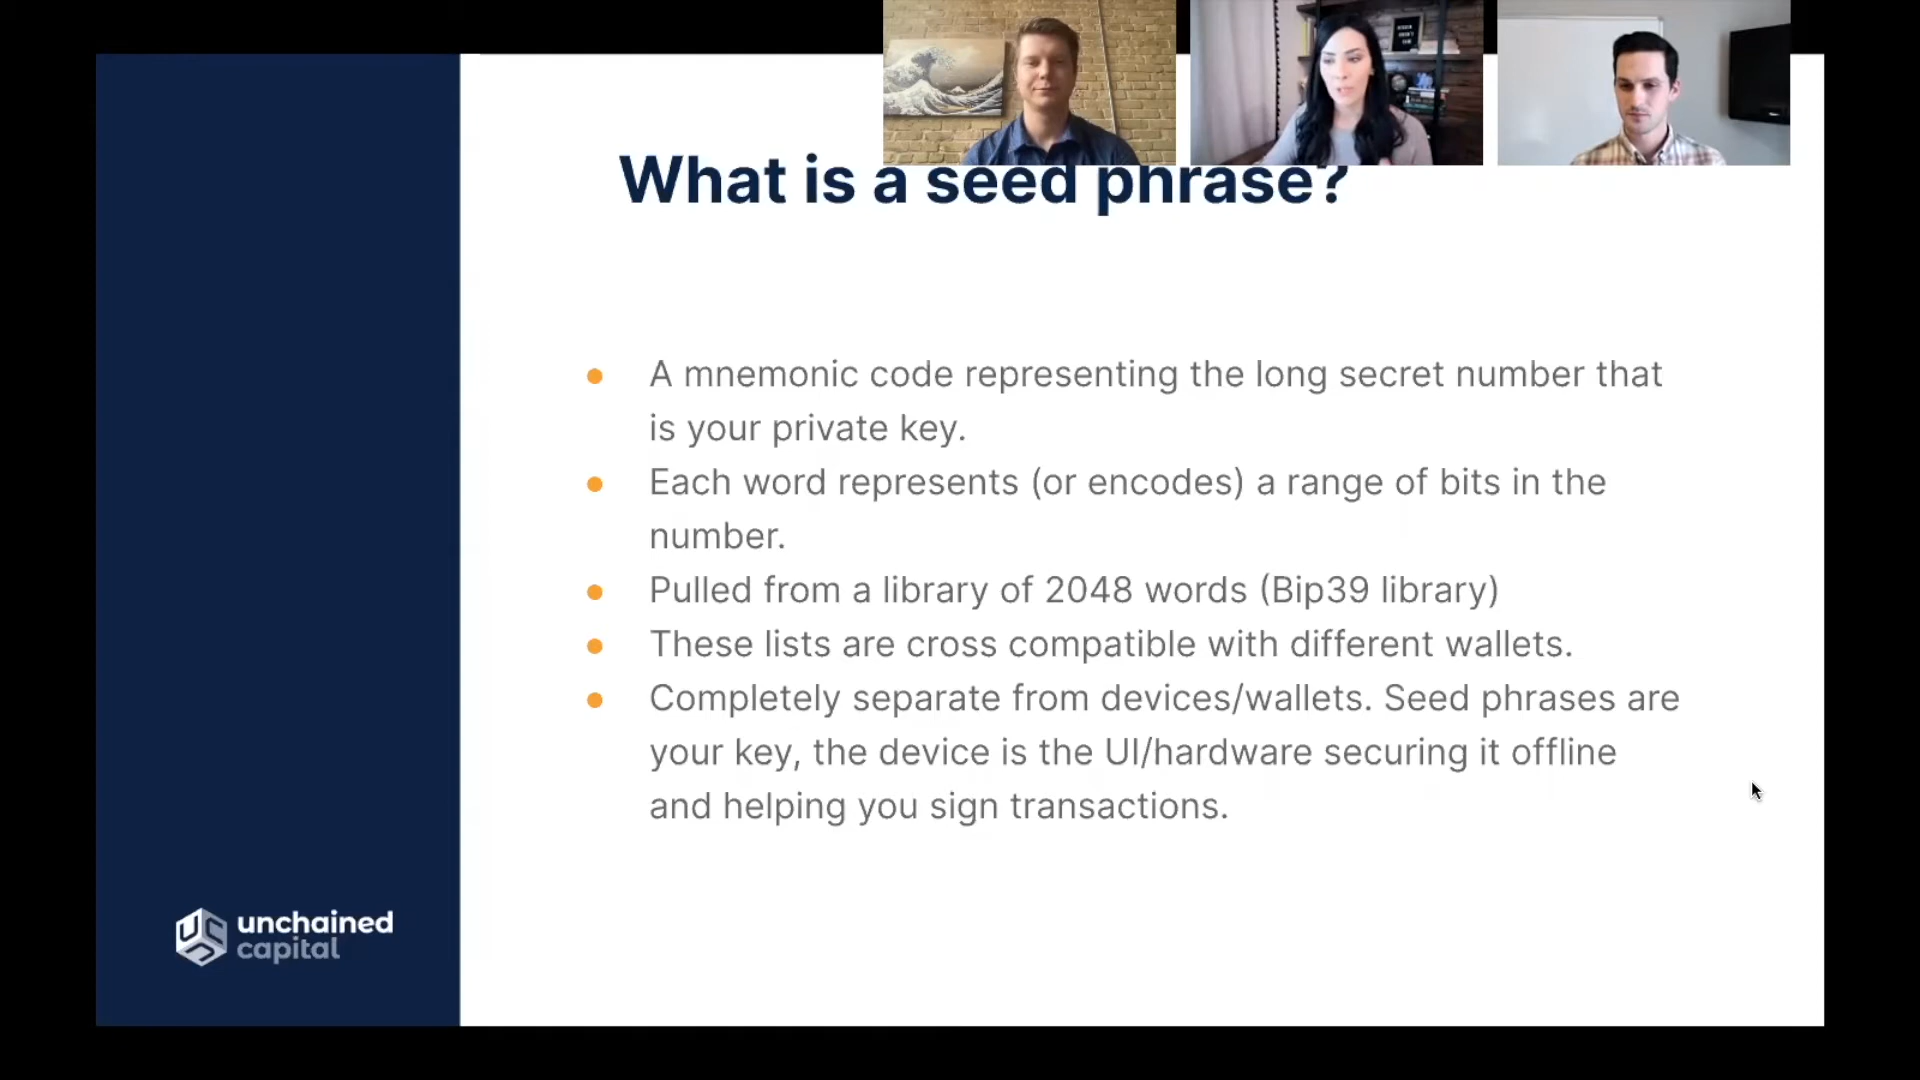 What is a seed phrase?
A mnemonic code representing the long secret number that
is your private key.
Each word represents (or encodes) a range of bits in the
number.
Pulled from a library of 2048 words (Bip39 library)
These lists are cross compatible with different wallets.
Completely separate from devices/wallets. Seed phrases are
your key, the device is the UI/hardware securing it offline
and helping you sign transactions.
unchained
capital